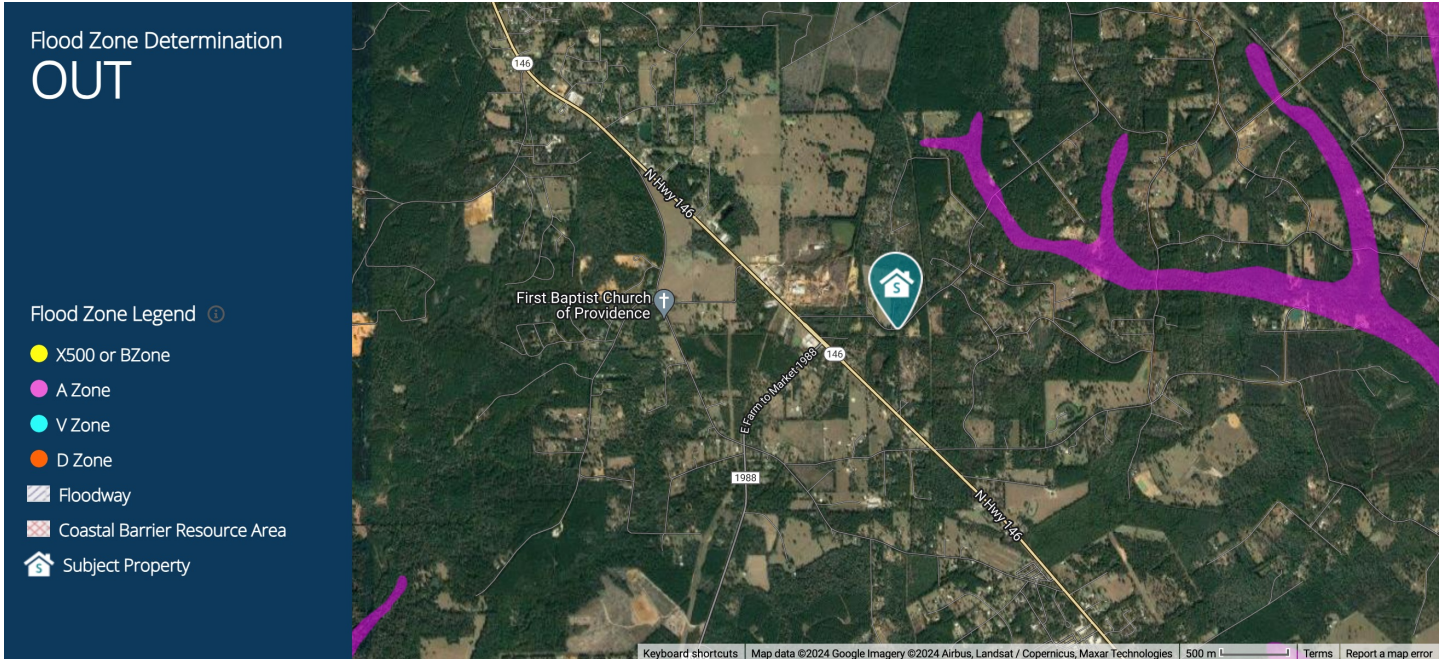 Flood Zone Determination
OUT
Flood Zone Legend
X500 or BZone
A Zone
V Zone
D Zone
Floodway
Coastal Barrier Resource Area
S Subject Property
146
N Hwy 146
First Baptist Church
of Providence
S
146
E Farm to Market 1988
1988
N Hwy 146
Keyboard shortcuts Map data ©2024 Google Imagery ©2024 Airbus, Landsat / Copernicus, Maxar Technologies 500 m Terms Report a map error